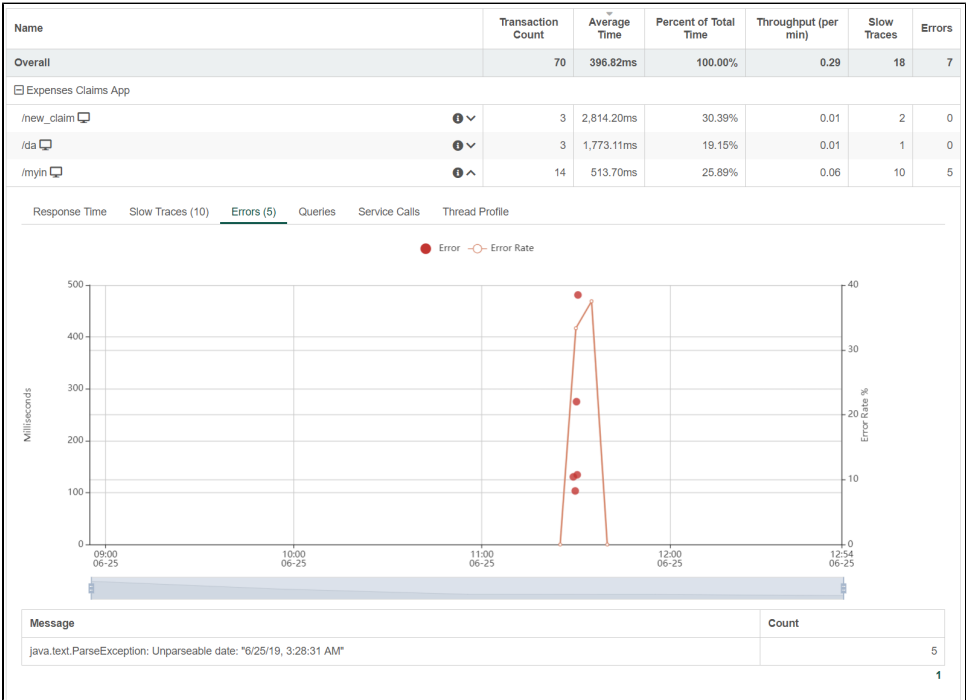 Name Transaction Count Average Time Percent of Total Time Throughput (per min) Slow Traces Errors
Overall 70 396.82ms 100.00% 0.29 18 7
Expenses Claims App
/new_claim 3 2,814.20ms 30.39% 0.01 2 0
/da 3 1,773.11ms 19.15% 0.01 1 0
/myin 14 513.70ms 25.89% 0.06 10 5
Response Time Slow Traces (10) Errors (5) Queries Service Calls Thread Profile
Error Error Rate
500 40
400
30
300
Milliseconds
20
Error Rate %
200
100
10
0 0
09:00 10:00 11:00 12:00 12:54
06-25 06-25 06-25 06-25 06-25
Message Count
java.text.ParseException: Unparseable date: "6/25/19, 3:28:31 AM" 5
1